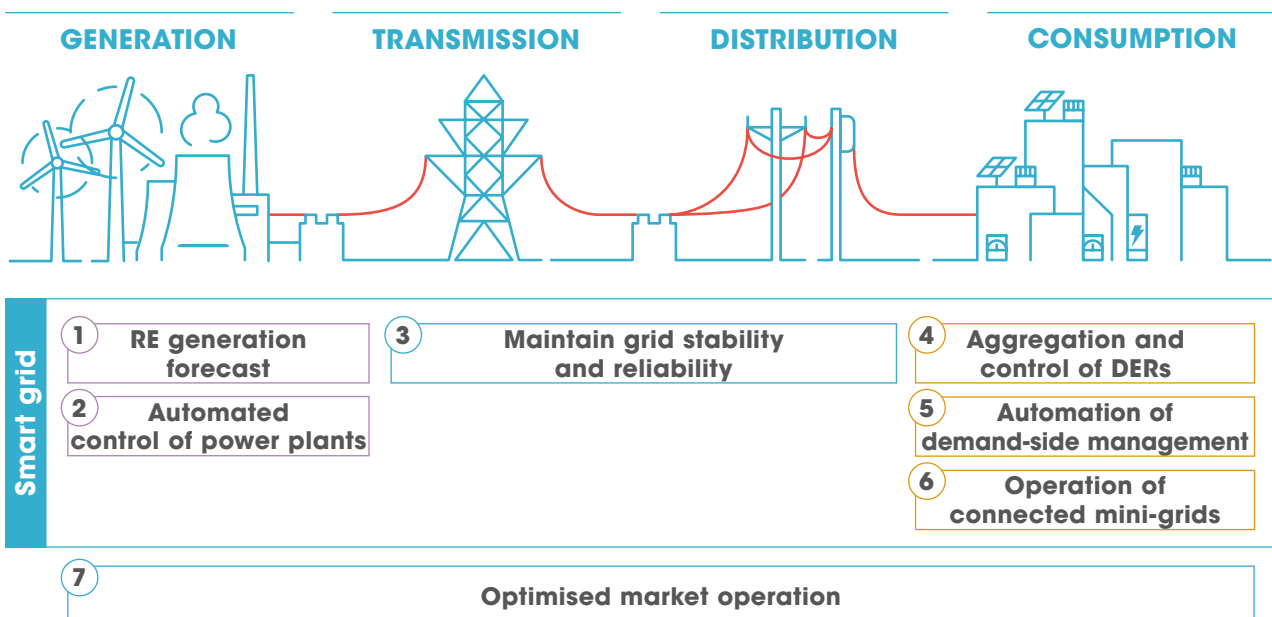 GENERATION
TRANSMISSION
DISTRIBUTION
CONSUMPTION
Smart grid
1
RE generation
forecast
2
Automated
control of power plants
3
Maintain grid stability
and reliability
4
Aggregation and
control of DERs
5
Automation of
demand-side management
6
Operation of
connected mini-grids
7
Optimised market operation